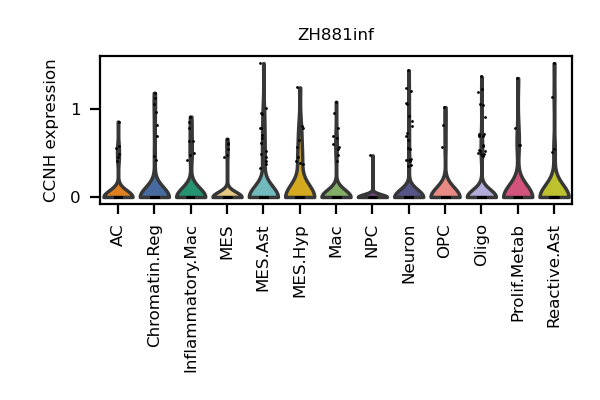 ZH881inf
CCNH expression
1
0
AC
Chromatin.Reg
Inflammatory.Mac
MES
MES.Ast
MES.Hyp
Mac
NPC
Neuron
OPC
Oligo
Prolif.Metab
Reactive.Ast